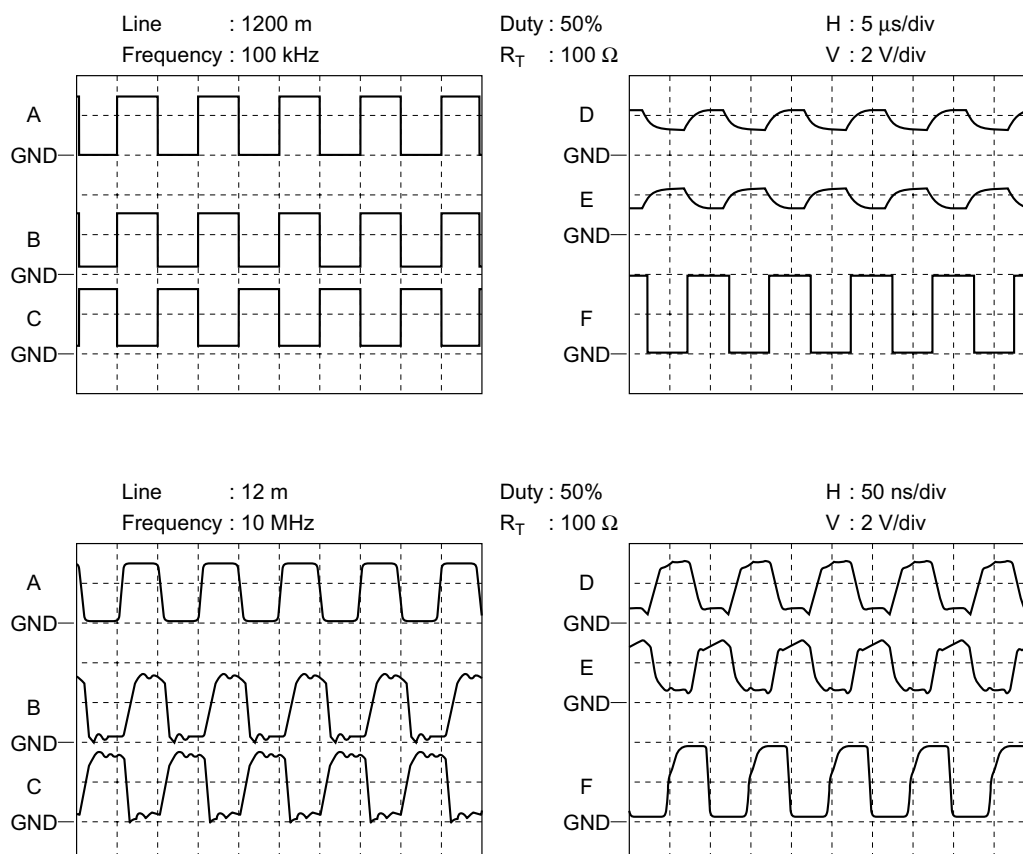 Line : 1200 m Duty : 50% H : 5 μs/div
Frequency : 100 kHz R_T : 100 Ω V : 2 V/div
A D
GND GND
E
B GND
GND
C F
GND GND
Line : 12 m Duty : 50% H : 50 ns/div
Frequency : 10 MHz R_T : 100 Ω V : 2 V/div
A D
GND GND
E
B GND
GND
C F
GND GND